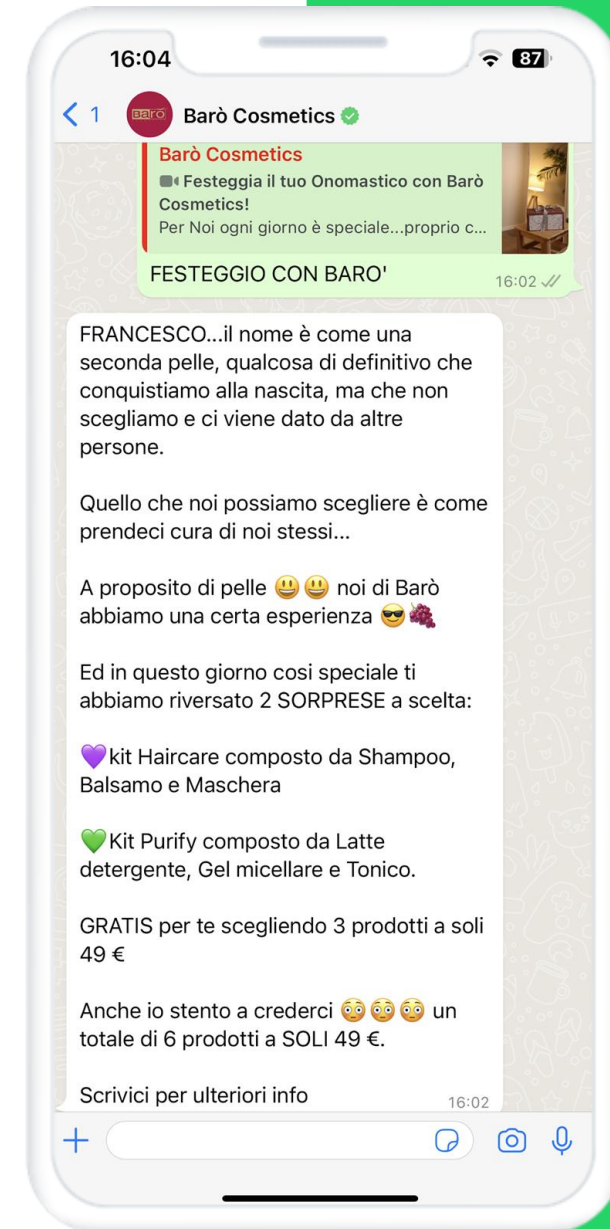 16:04
87
1
Barò
Barò Cosmetics
Barò Cosmetics
Festeggia il tuo Onomastico con Barò
Cosmetics!
Per Noi ogni giorno è speciale...proprio c...
FESTEGGIO CON BARO'
16:02
FRANCESCO...il nome è come una
seconda pelle, qualcosa di definitivo che
conquistiamo alla nascita, ma che non
scegliamo e ci viene dato da altre
persone.
Quello che noi possiamo scegliere è come
prendeci cura di noi stessi...
A proposito di pelle 😃😃 noi di Barò
abbiamo una certa esperienza 😎🍇
Ed in questo giorno cosi speciale ti
abbiamo riversato 2 SORPRESE a scelta:
💜kit Haircare composto da Shampoo,
Balsamo e Maschera
💚Kit Purify composto da Latte
detergente, Gel micellare e Tonico.
GRATIS per te scegliendo 3 prodotti a soli
49 €
Anche io stento a crederci 😳😳😳 un
totale di 6 prodotti a SOLI 49 €.
Scrivici per ulteriori info
16:02